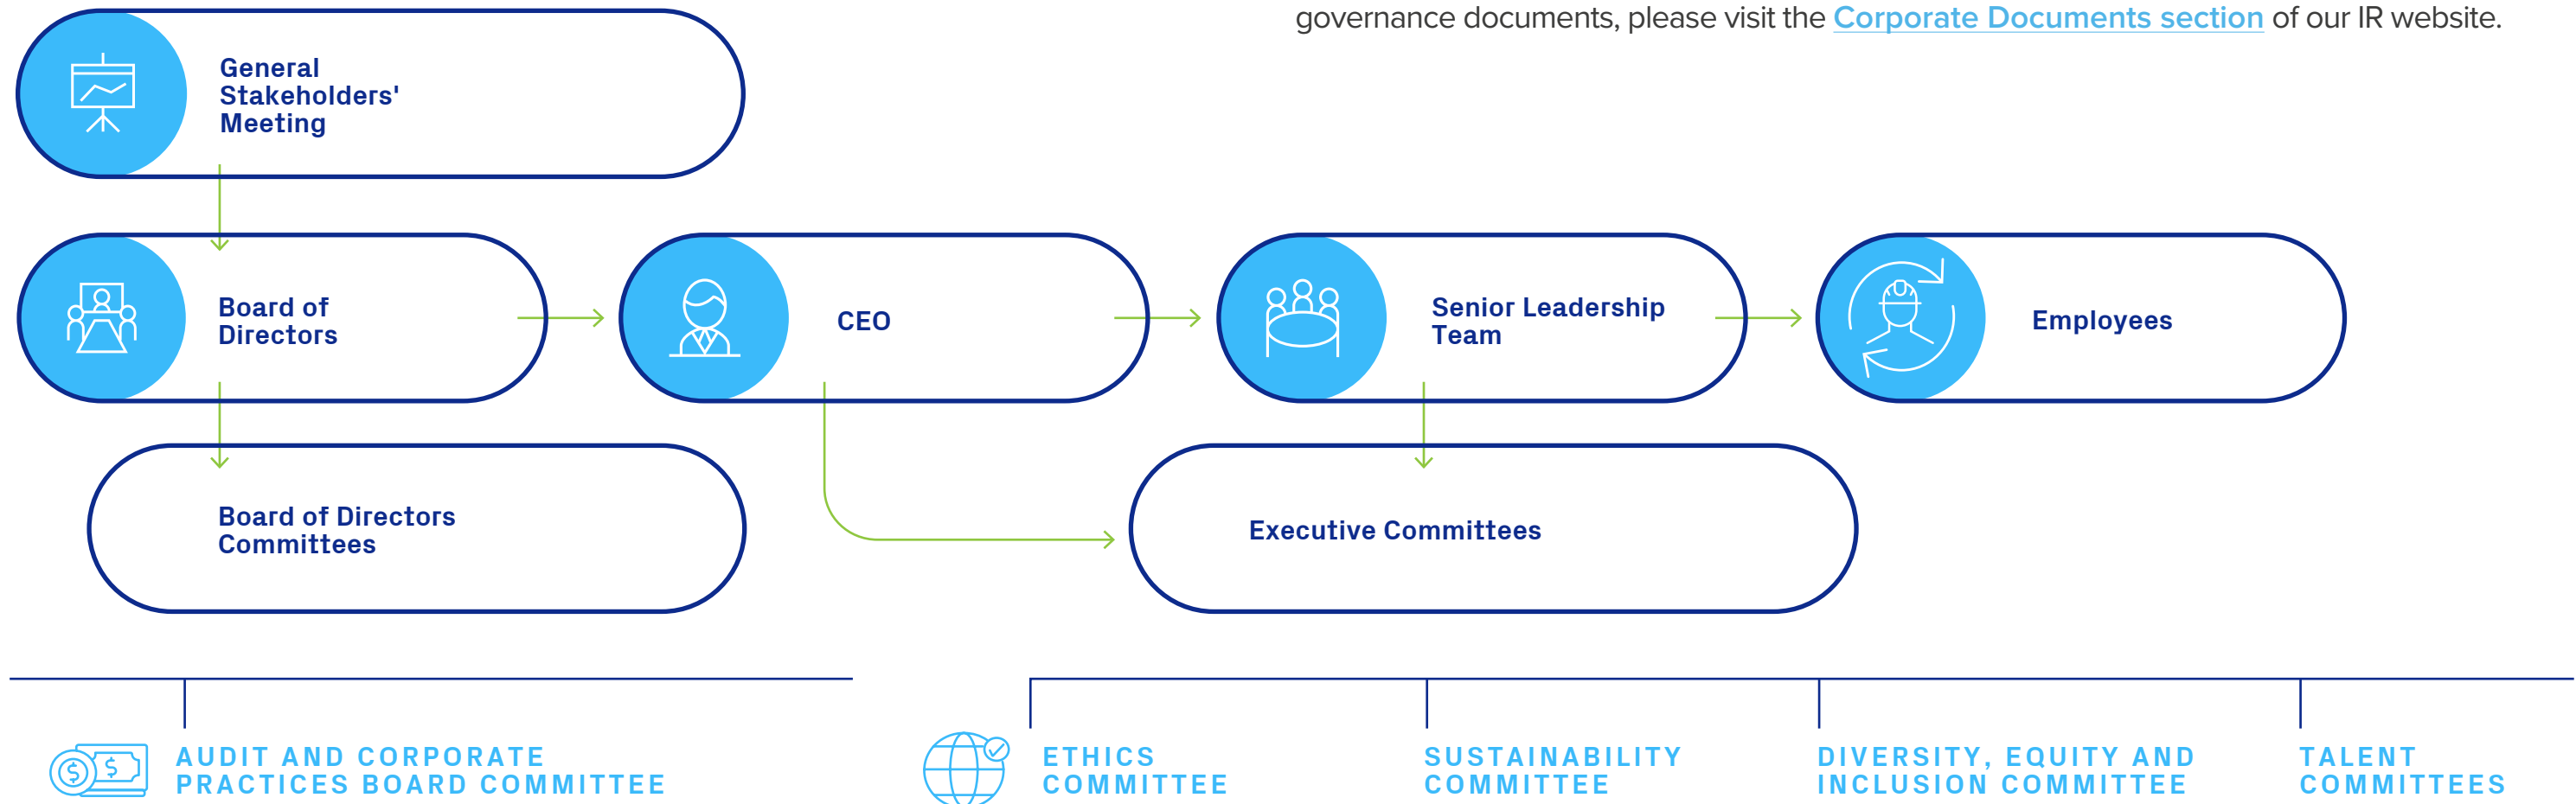 governance documents, please visit the Corporate Documents section of our IR website.
General
Stakeholders'
Meeting
Board of
Directors
CEO
Senior Leadership
Team
Employees
Board of Directors
Committees
Executive Committees
AUDIT AND CORPORATE
PRACTICES BOARD COMMITTEE
ETHICS
COMMITTEE
SUSTAINABILITY
COMMITTEE
DIVERSITY, EQUITY AND
INCLUSION COMMITTEE
TALENT
COMMITTEES